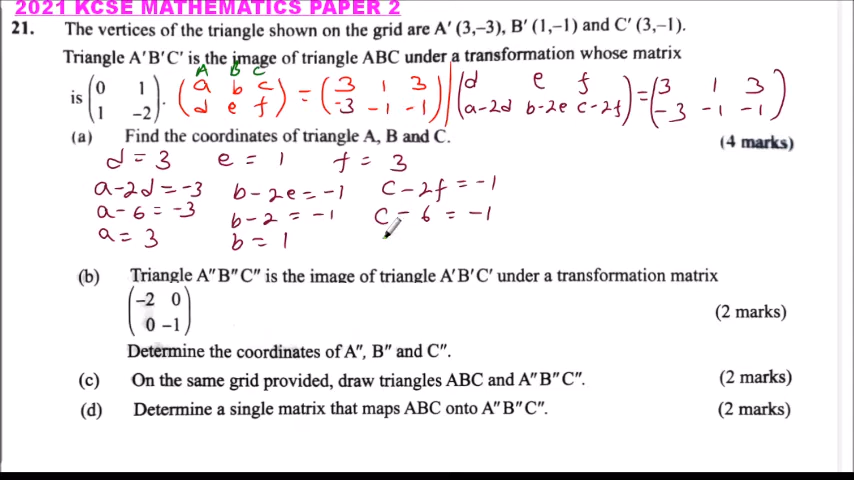 2021 KCSE MATHEMATICS PAPER 2
21. The vertices of the triangle shown on the grid are A′ (3,–3), B′ (1,–1) and C′ (3,–1).
Triangle A′B′C′ is the image of triangle ABC under a transformation whose matrix
A B C
is (0 1 / 1 –2) · (a b c / d e f) = (3 1 3 / -3 -1 -1) | (d e f / a-2d b-2e c-2f) = (3 1 3 / -3 -1 -1)
(a) Find the coordinates of triangle A, B and C. (4 marks)
d = 3 e = 1 f = 3
a-2d = -3 b-2e = -1 c-2f = -1
a-6 = -3 b-2 = -1 c-6 = -1
a = 3 b = 1
(b) Triangle A″B″C″ is the image of triangle A′B′C′ under a transformation matrix
(–2 0 / 0 –1) (2 marks)
Determine the coordinates of A″, B″ and C″.
(c) On the same grid provided, draw triangles ABC and A″B″C″. (2 marks)
(d) Determine a single matrix that maps ABC onto A″B″C″. (2 marks)